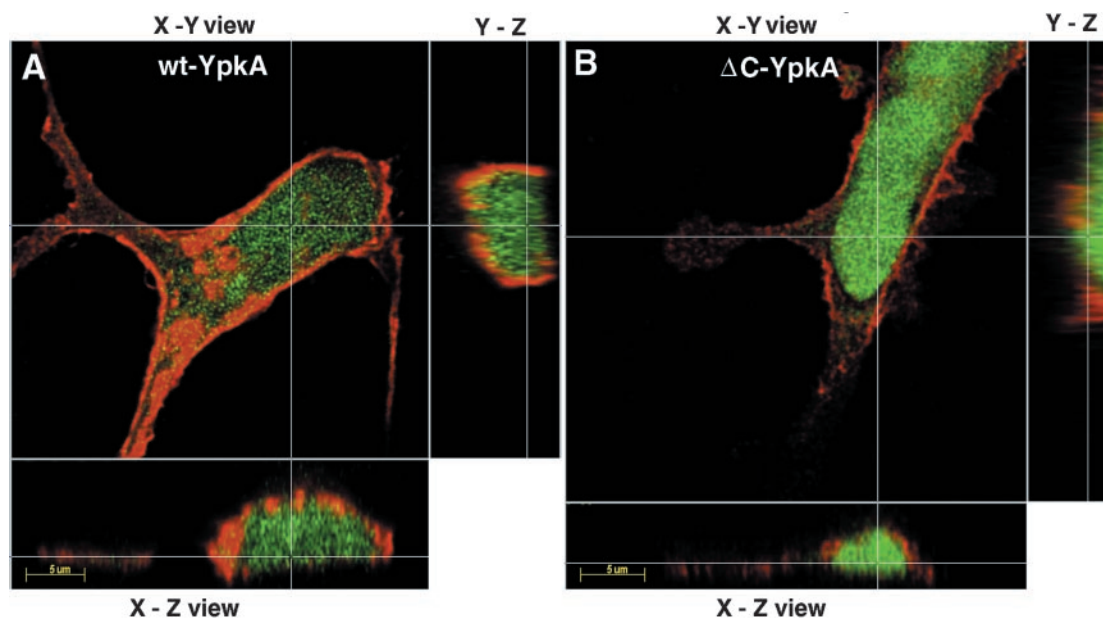 X -Y view
Y - Z
X -Y view
Y - Z
A
wt-YpkA
B
ΔC-YpkA
5 um
5 um
X - Z view
X - Z view